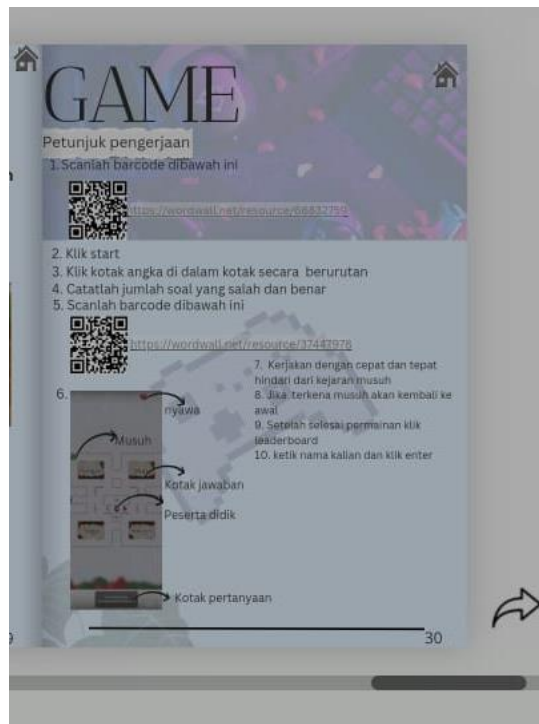 GAME
Petunjuk pengerjaan
1. Scanlah barcode dibawah ini
https://wordwall.net/resource/66832759
2. Klik start
3. Klik kotak angka di dalam kotak secara berurutan
4. Catatlah jumlah soal yang salah dan benar
5. Scanlah barcode dibawah ini
https://wordwall.net/resource/37447976
6.
nyawa
Musuh
Kotak jawaban
Peserta didik
Kotak pertanyaan
7. Kerjakan dengan cepat dan tepat
hindari dari kejaran musuh
8. Jika terkena musuh akan kembali ke
awal
9. Setelah selesai permainan klik
leaderboard
10. ketik nama kalian dan klik enter
30